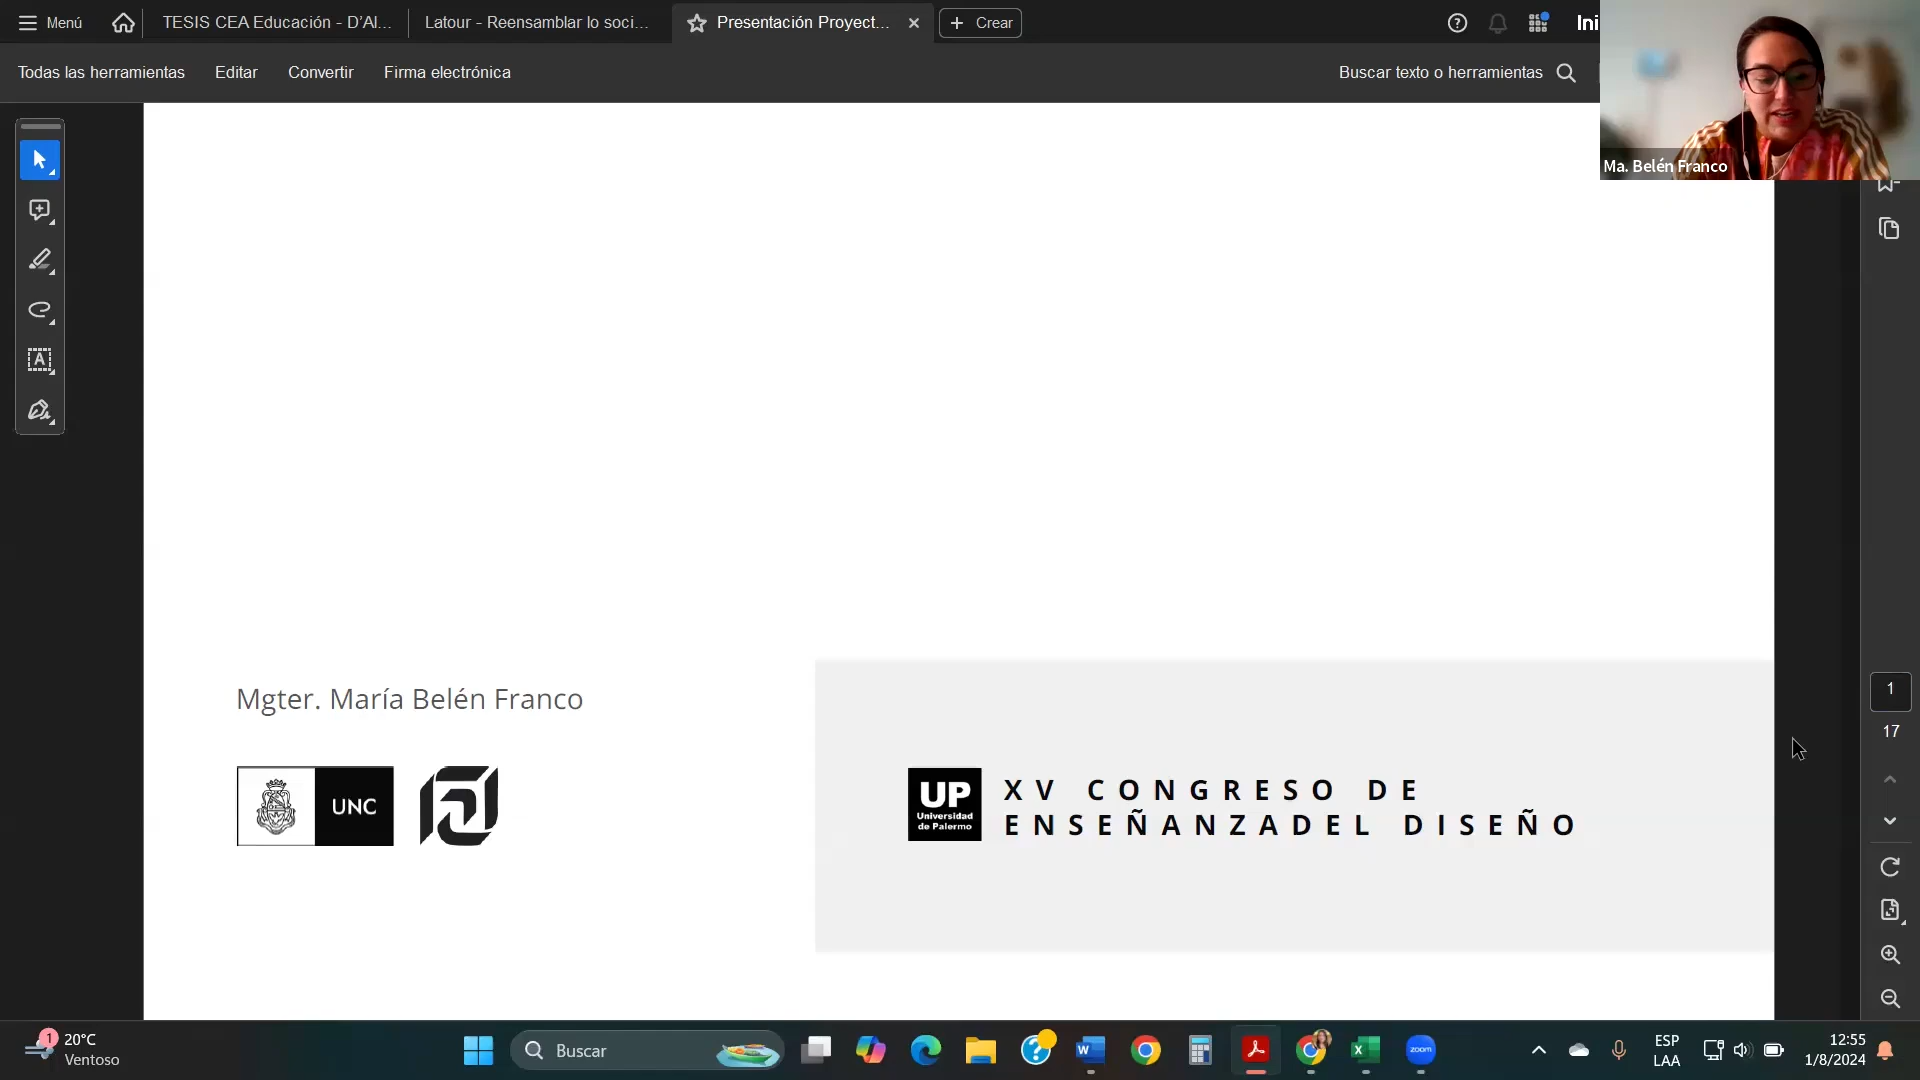 Menú
TESIS CEA Educación - D'Al...
Latour - Reensamblar lo soci...
Presentación Proyect...
Crear
Ini
Todas las herramientas
Editar
Convertir
Firma electrónica
Buscar texto o herramientas
Ma. Belén Franco
Mgter. María Belén Franco
UNC
UP
Universidad
de Palermo
XV CONGRESO DE
ENSEÑANZADEL DISEÑO
1
17
1
20°C
Ventoso
Buscar
zoom
ESP
LAA
12:55
1/8/2024